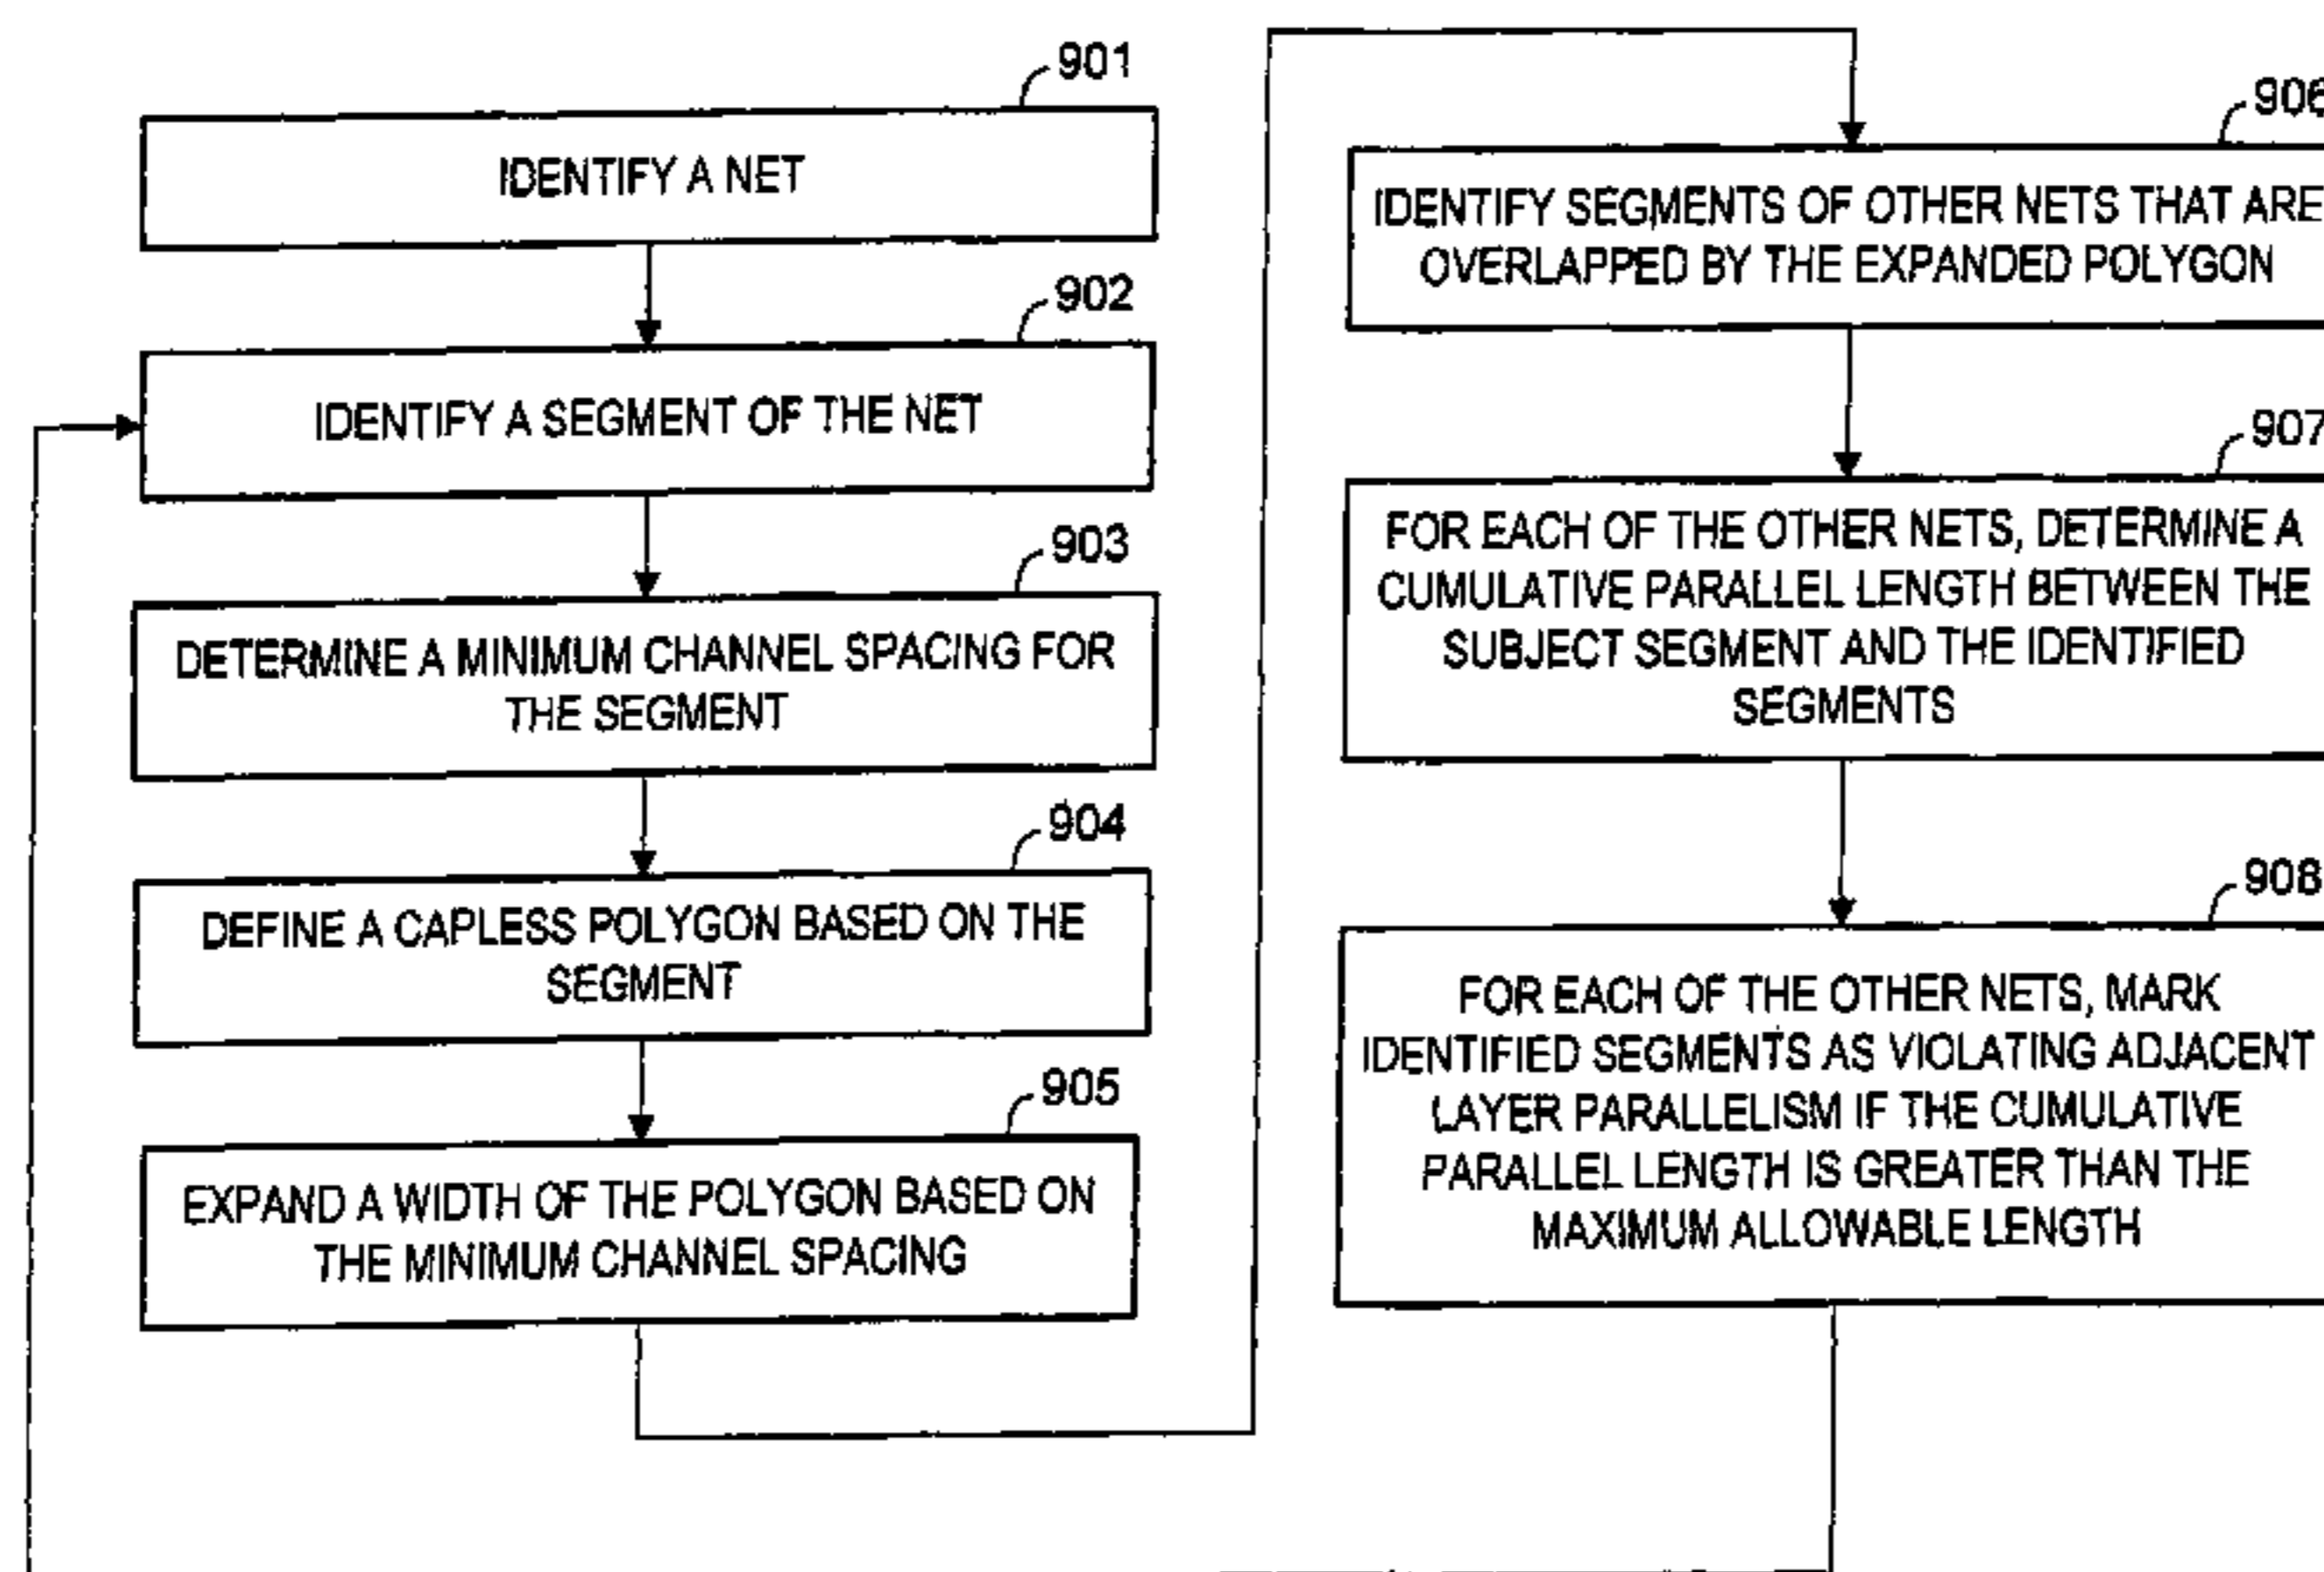 901
IDENTIFY A NET
902
IDENTIFY A SEGMENT OF THE NET
903
DETERMINE A MINIMUM CHANNEL SPACING FOR
THE SEGMENT
904
DEFINE A CAPLESS POLYGON BASED ON THE
SEGMENT
905
EXPAND A WIDTH OF THE POLYGON BASED ON
THE MINIMUM CHANNEL SPACING
906
IDENTIFY SEGMENTS OF OTHER NETS THAT ARE
OVERLAPPED BY THE EXPANDED POLYGON
907
FOR EACH OF THE OTHER NETS, DETERMINE A
CUMULATIVE PARALLEL LENGTH BETWEEN THE
SUBJECT SEGMENT AND THE IDENTIFIED
SEGMENTS
908
FOR EACH OF THE OTHER NETS, MARK
IDENTIFIED SEGMENTS AS VIOLATING ADJACENT
LAYER PARALLELISM IF THE CUMULATIVE
PARALLEL LENGTH IS GREATER THAN THE
MAXIMUM ALLOWABLE LENGTH